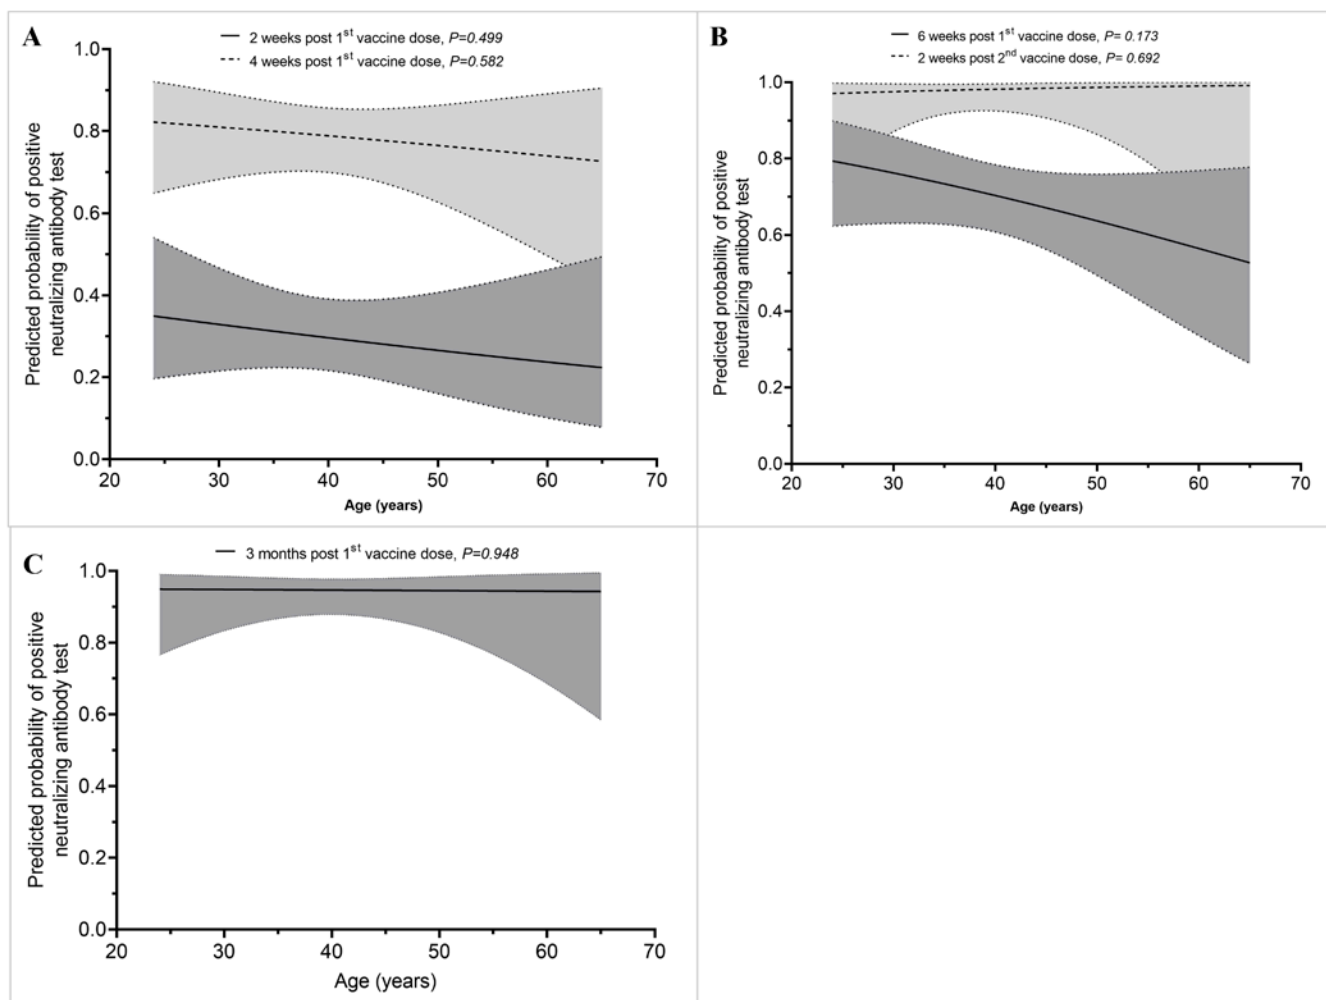 A
2 weeks post 1st vaccine dose, P=0.499
4 weeks post 1st vaccine dose, P=0.582
Predicted probability of positive
neutralizing antibody test
1.0
0.8
0.6
0.4
0.2
0.0
20 30 40 50 60 70
Age (years)
B
6 weeks post 1st vaccine dose, P= 0.173
2 weeks post 2nd vaccine dose, P= 0.692
Predicted probability of positive
neutralizing antibody test
1.0
0.8
0.6
0.4
0.2
0.0
20 30 40 50 60 70
Age (years)
C
3 months post 1st vaccine dose, P=0.948
Predicted probability of positive
neutralizing antibody test
1.0
0.8
0.6
0.4
0.2
0.0
20 30 40 50 60 70
Age (years)